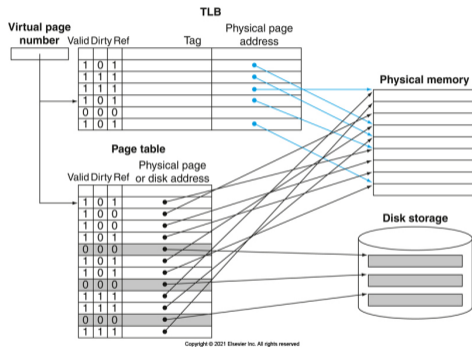 TLB
Virtual page
number
Physical page
Valid Dirty Ref Tag address
1 0 1
1 1 1
1 1 1
1 0 1
0 0 0
1 0 1
Physical memory
Page table
Physical page
Valid Dirty Ref or disk address
1 0 1
1 0 0
1 0 0
1 0 1
0 0 0
1 0 1
1 0 1
0 0 0
1 1 1
1 1 1
0 0 0
1 1 1
Disk storage
Copyright © 2021 Elsevier Inc. All rights reserved